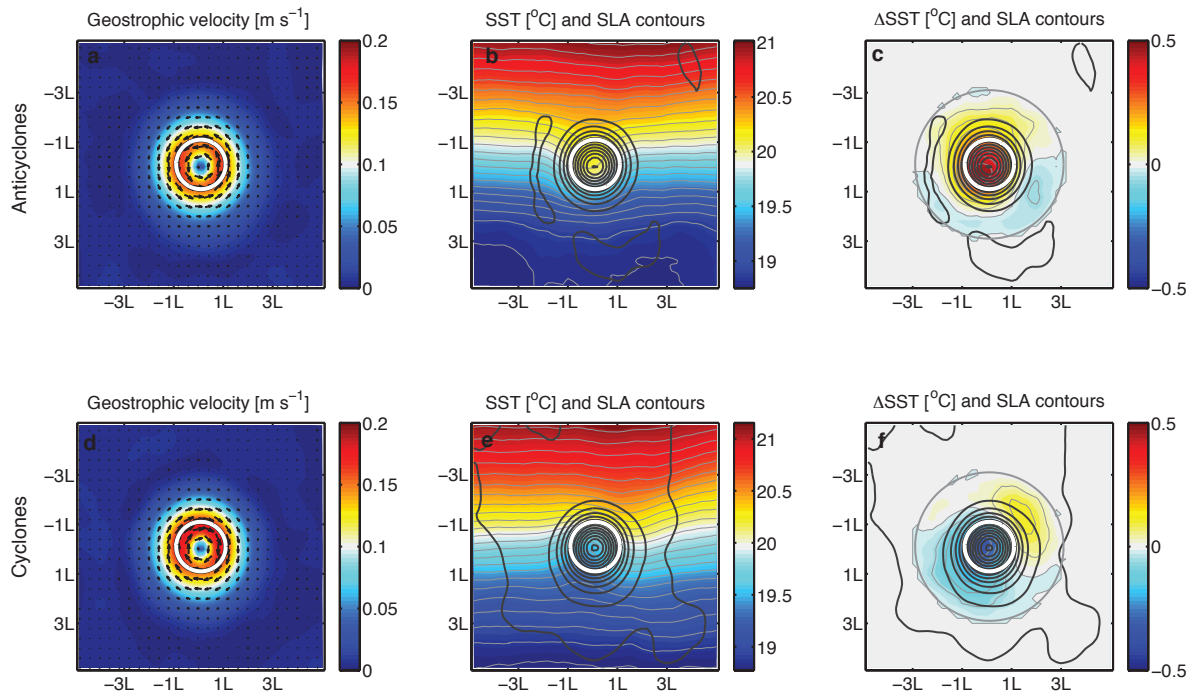 Geostrophic velocity [m s⁻¹]
SST [°C] and SLA contours
ΔSST [°C] and SLA contours
Anticyclones
a
−3L
−1L
1L
3L
−3L −1L 1L 3L
0.2
0.15
0.1
0.05
0
b
−3L
−1L
1L
3L
−3L −1L 1L 3L
21
20.5
20
19.5
19
c
−3L
−1L
1L
3L
−3L −1L 1L 3L
0.5
0
−0.5
Geostrophic velocity [m s⁻¹]
SST [°C] and SLA contours
ΔSST [°C] and SLA contours
Cyclones
d
−3L
−1L
1L
3L
−3L −1L 1L 3L
0.2
0.15
0.1
0.05
0
e
−3L
−1L
1L
3L
−3L −1L 1L 3L
21
20.5
20
19.5
19
f
−3L
−1L
1L
3L
−3L −1L 1L 3L
0.5
0
−0.5